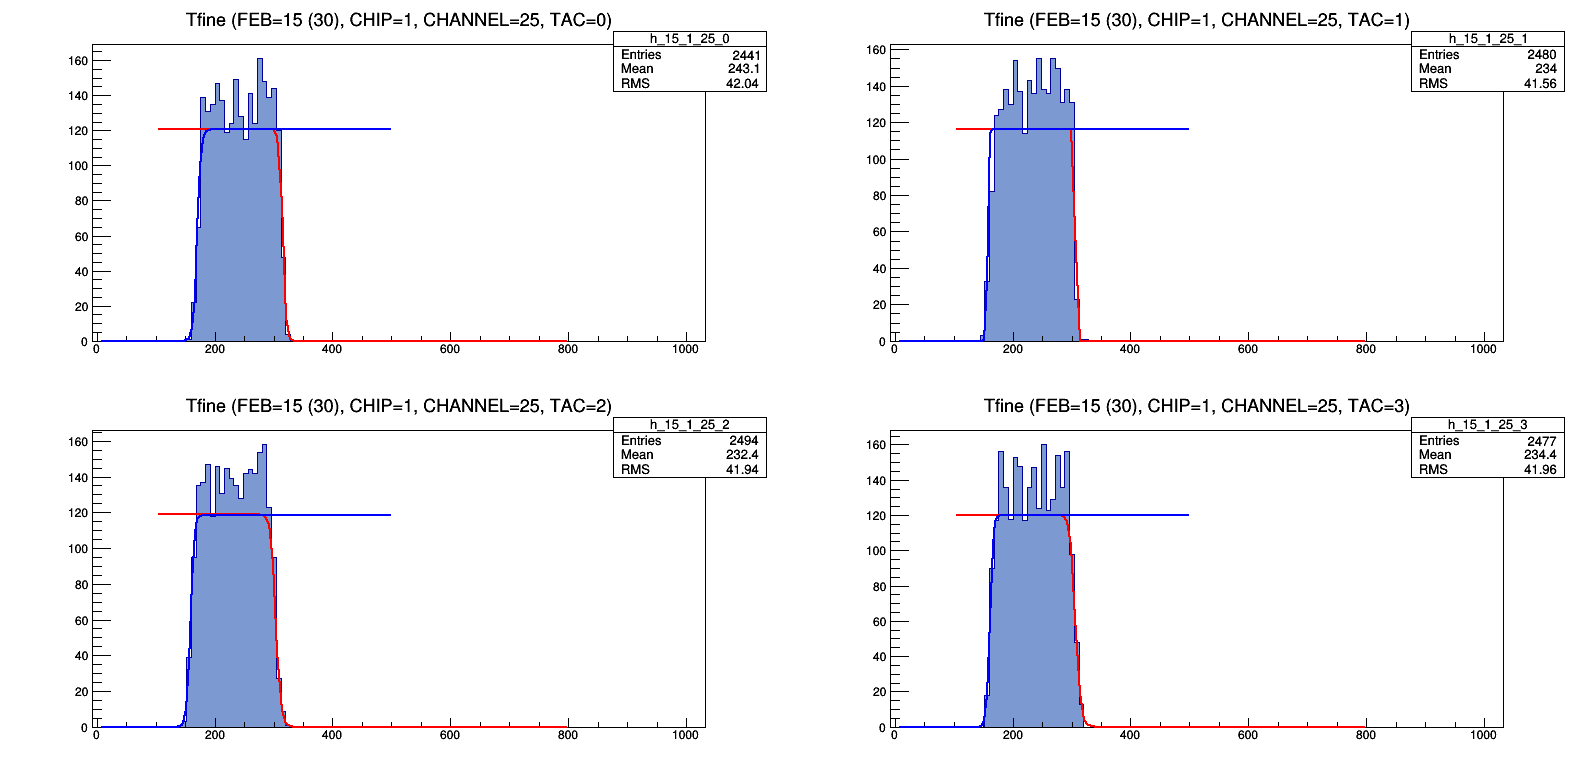 Tfine (FEB=15 (30), CHIP=1, CHANNEL=25, TAC=0)
h_15_1_25_0
Entries 2441
Mean 243.1
RMS 42.04
160
140
120
100
80
60
40
20
0
0 200 400 600 800 1000
Tfine (FEB=15 (30), CHIP=1, CHANNEL=25, TAC=1)
h_15_1_25_1
Entries 2480
Mean 234
RMS 41.56
160
140
120
100
80
60
40
20
0
0 200 400 600 800 1000
Tfine (FEB=15 (30), CHIP=1, CHANNEL=25, TAC=2)
h_15_1_25_2
Entries 2494
Mean 232.4
RMS 41.94
160
140
120
100
80
60
40
20
0
0 200 400 600 800 1000
Tfine (FEB=15 (30), CHIP=1, CHANNEL=25, TAC=3)
h_15_1_25_3
Entries 2477
Mean 234.4
RMS 41.96
160
140
120
100
80
60
40
20
0
0 200 400 600 800 1000